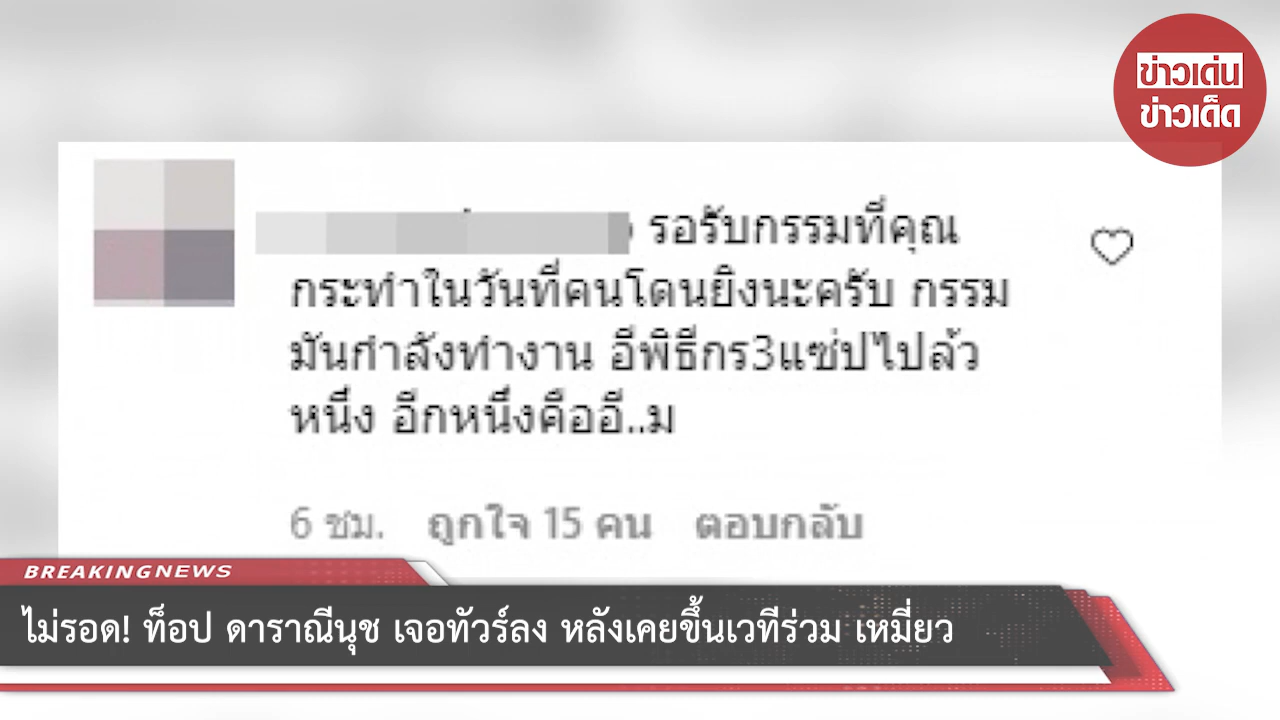 ข่าวเด่น
ข่าวเด็ด
รอรับกรรมที่คุณ
กระทำในวันที่คนโดนยิงนะครับ กรรม
มันกำลังทำงาน อีพิธีกร3แซ่ปไปล้ว
หนึ่ง อีกหนึ่งคืออี..ม
6 ชม. ถูกใจ 15 คน ตอบกลับ
BREAKINGNEWS
ไม่รอด! ท็อป ดาราณีนุช เจอทัวร์ลง หลังเคยขึ้นเวทีร่วม เหมี่ยว